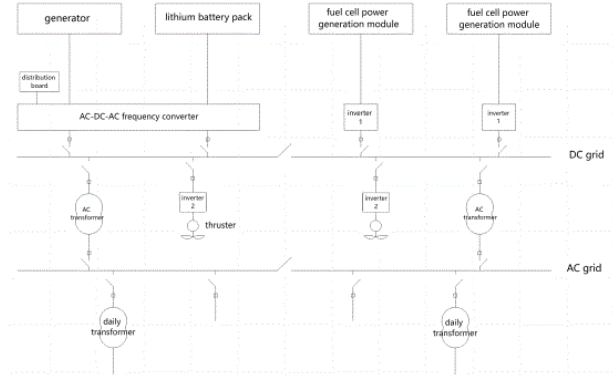 generator
lithium battery pack
fuel cell power
generation module
fuel cell power
generation module
distribution
board
AC-DC-AC frequency converter
inverter
1
inverter
1
DC grid
AC
transformer
inverter
2
thruster
inverter
2
AC
transformer
AC grid
daily
transformer
daily
transformer